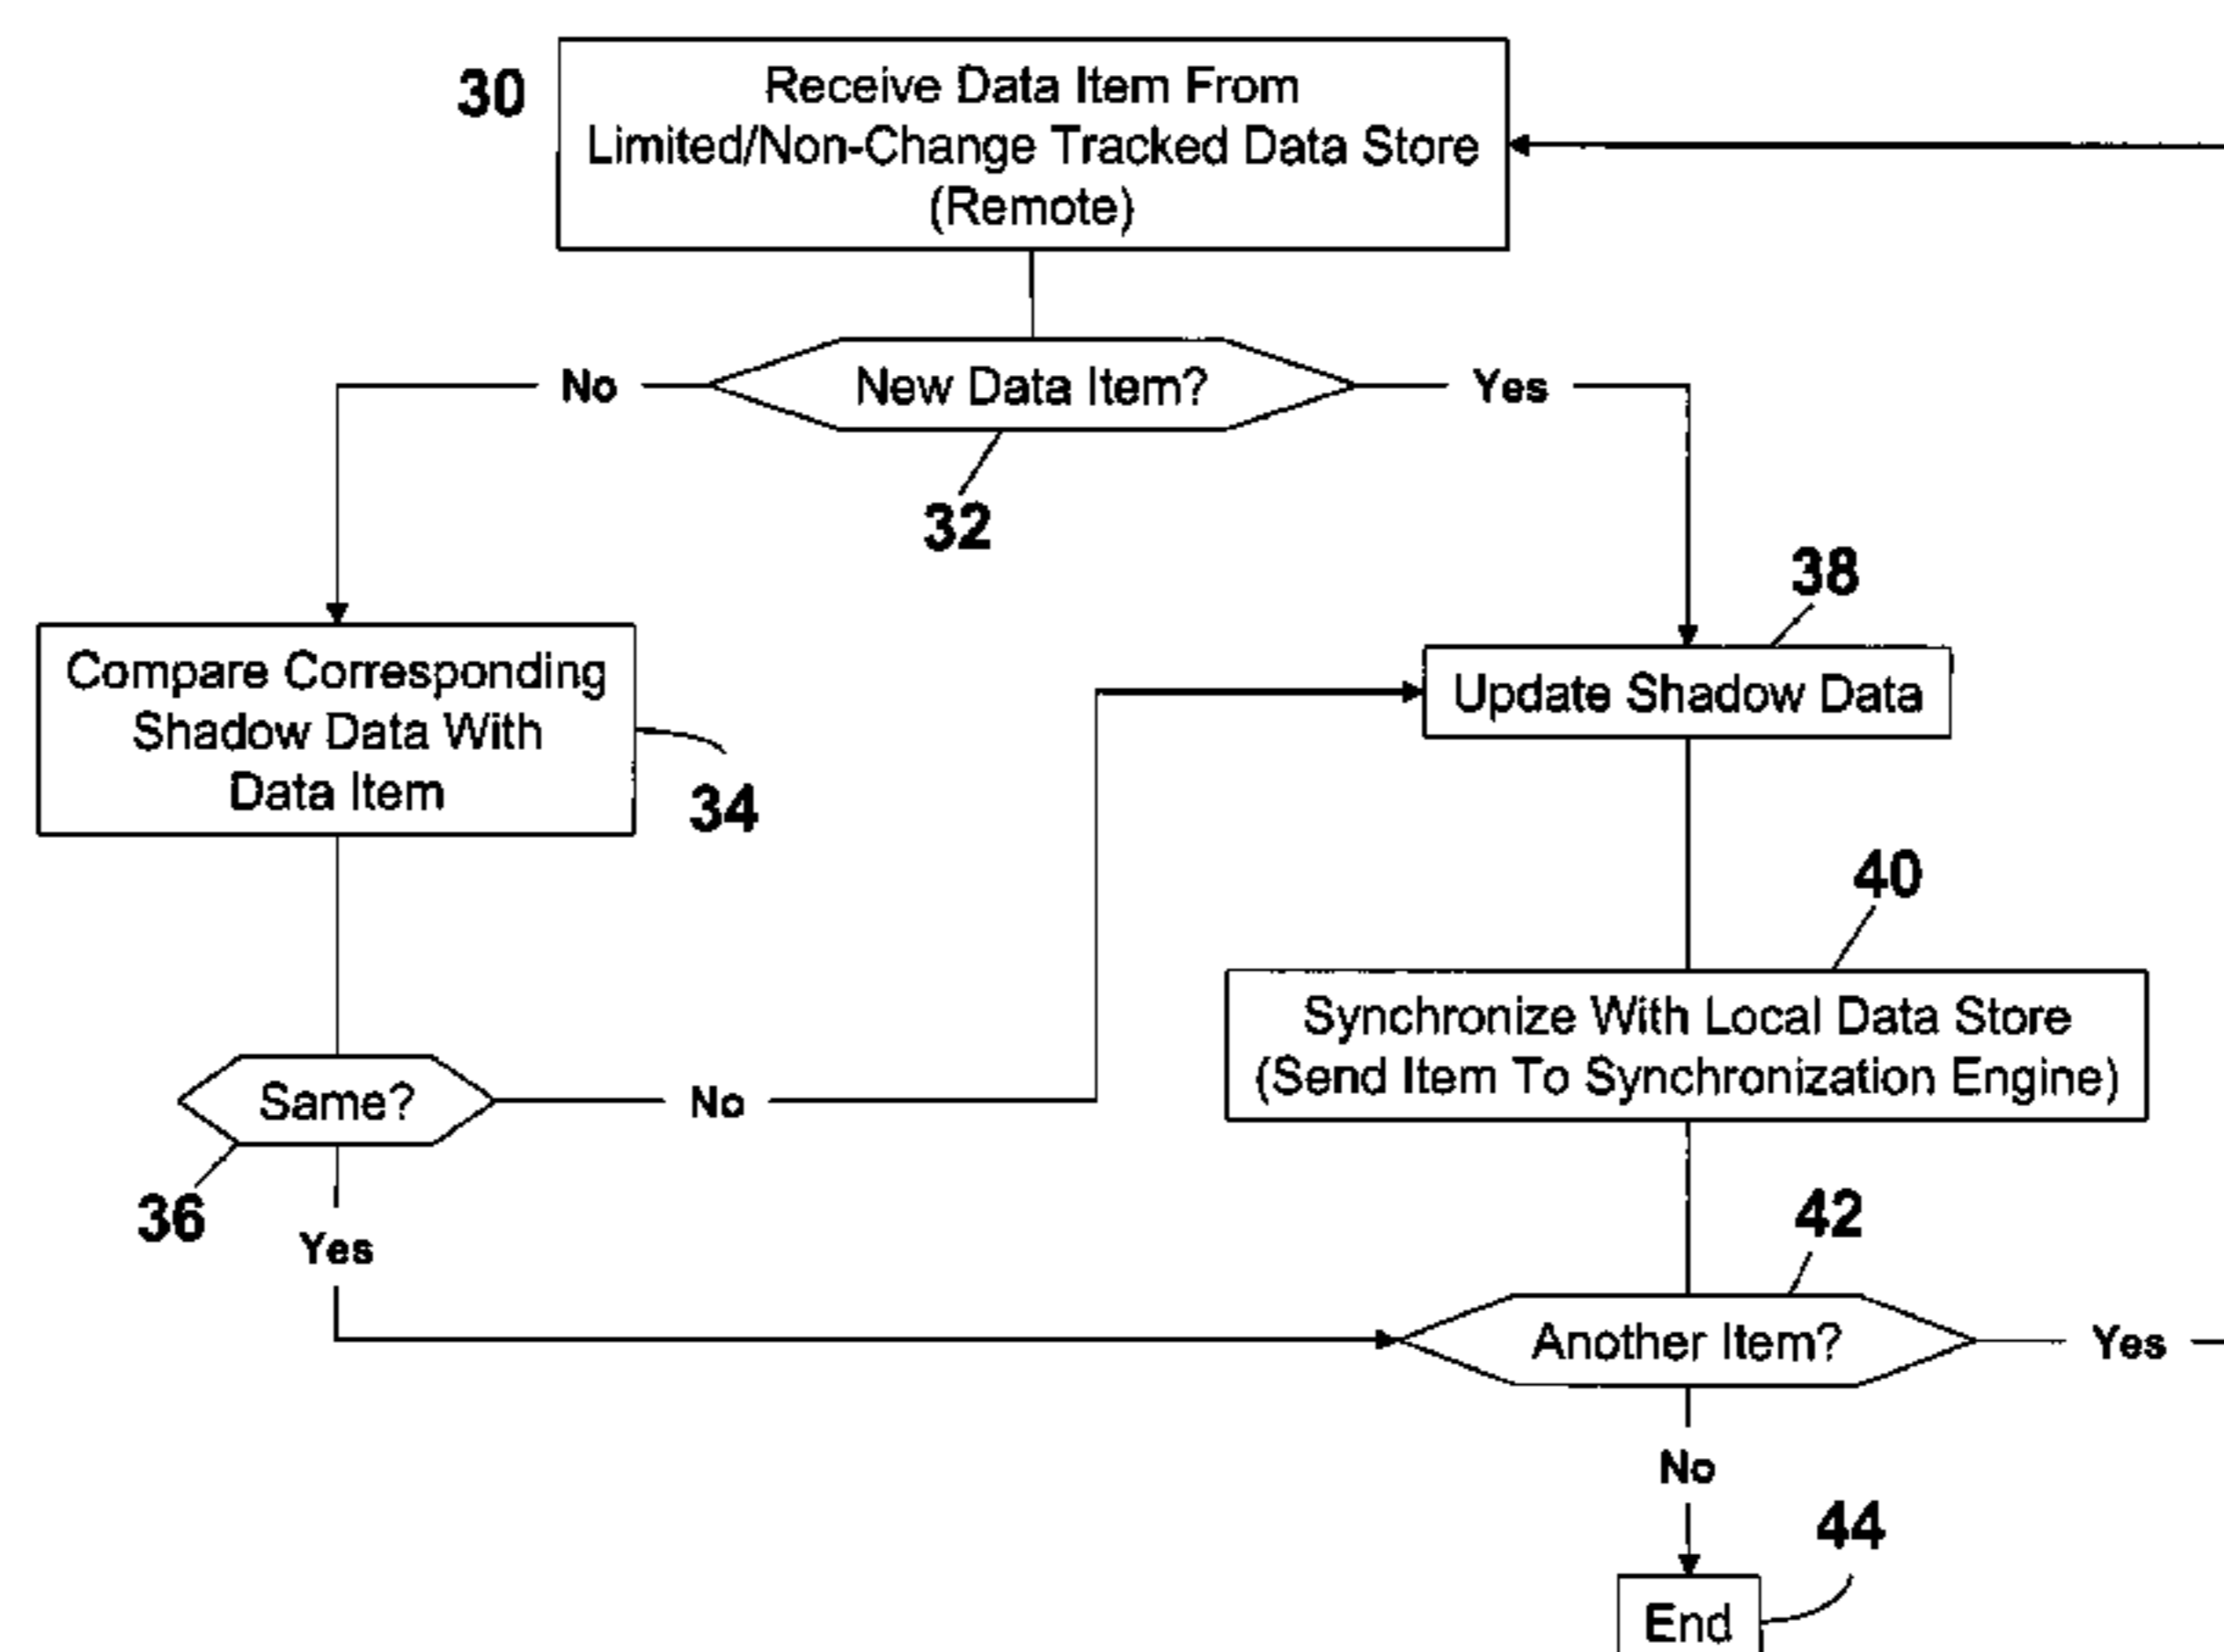 30
Receive Data Item From
Limited/Non-Change Tracked Data Store
(Remote)
No
New Data Item?
Yes
32
38
Compare Corresponding
Shadow Data With
Data Item
34
Update Shadow Data
40
Synchronize With Local Data Store
(Send Item To Synchronization Engine)
Same?
No
36
Yes
42
Another Item?
Yes
No
44
End